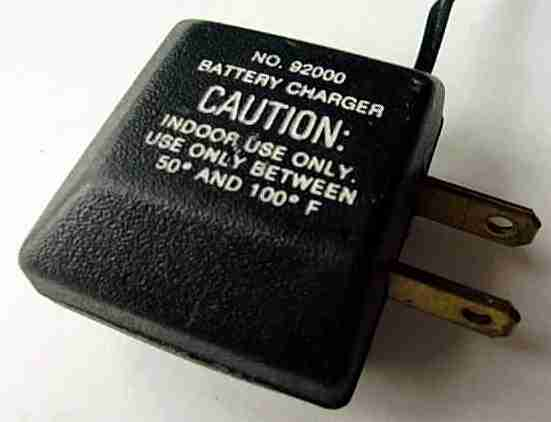 NO. 92000
BATTERY CHARGER
CAUTION:
INDOOR USE ONLY.
USE ONLY BETWEEN
50° AND 100° F